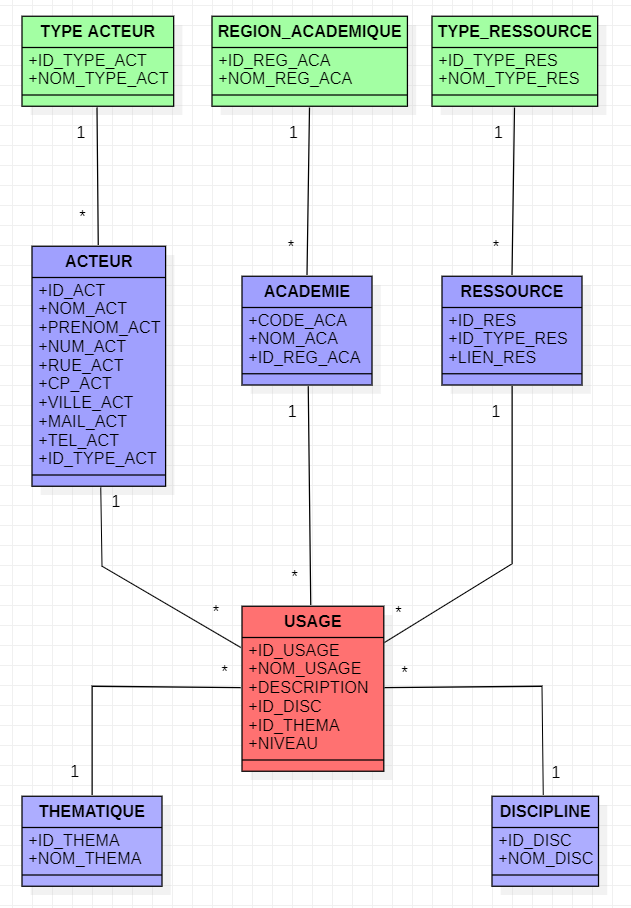 TYPE ACTEUR
+ID_TYPE_ACT
+NOM_TYPE_ACT
REGION_ACADEMIQUE
+ID_REG_ACA
+NOM_REG_ACA
TYPE_RESSOURCE
+ID_TYPE_RES
+NOM_TYPE_RES
1
1
1
*
*
*
ACTEUR
+ID_ACT
+NOM_ACT
+PRENOM_ACT
+NUM_ACT
+RUE_ACT
+CP_ACT
+VILLE_ACT
+MAIL_ACT
+TEL_ACT
+ID_TYPE_ACT
ACADEMIE
+CODE_ACA
+NOM_ACA
+ID_REG_ACA
RESSOURCE
+ID_RES
+ID_TYPE_RES
+LIEN_RES
1
1
1
*
*
*
USAGE
+ID_USAGE
+NOM_USAGE
+DESCRIPTION
+ID_DISC
+ID_THEMA
+NIVEAU
*
*
1
1
THEMATIQUE
+ID_THEMA
+NOM_THEMA
DISCIPLINE
+ID_DISC
+NOM_DISC